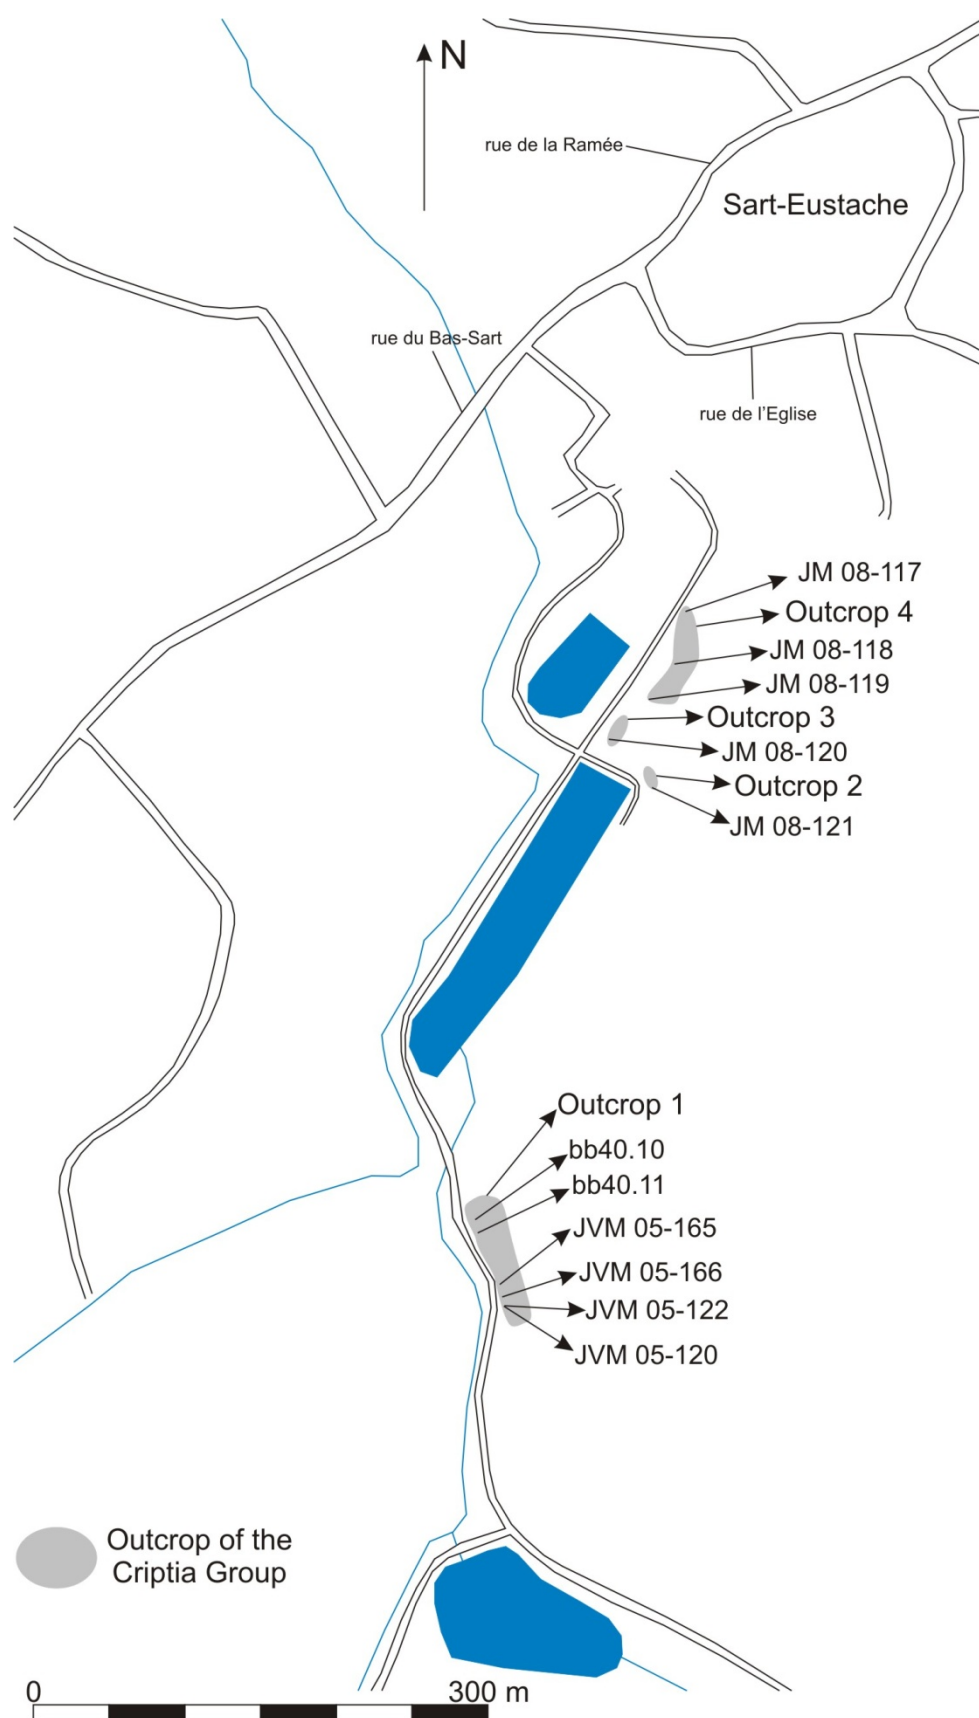 N
rue de la Ramée
Sart-Eustache
rue du Bas-Sart
rue de l'Eglise
JM 08-117
Outcrop 4
JM 08-118
JM 08-119
Outcrop 3
JM 08-120
Outcrop 2
JM 08-121
Outcrop 1
bb40.10
bb40.11
JVM 05-165
JVM 05-166
JVM 05-122
JVM 05-120
Outcrop of the
Criptia Group
0 300 m